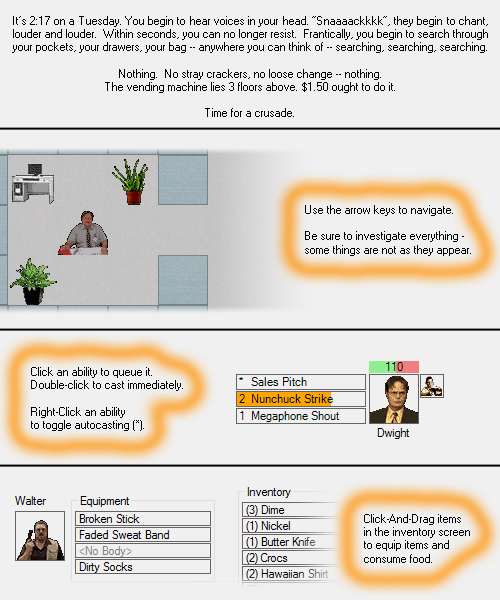 It's 2:17 on a Tuesday. You begin to hear voices in your head. "Snaaaackkkk", they begin to chant,
louder and louder. Within seconds, you can no longer resist. Frantically, you begin to search through
your pockets, your drawers, your bag -- anywhere you can think of -- searching, searching, searching.
Nothing. No stray crackers, no loose change -- nothing.
The vending machine lies 3 floors above. $1.50 ought to do it.
Time for a crusade.
Use the arrow keys to navigate.
Be sure to investigate everything -
some things are not as they appear.
Click an ability to queue it.
Double-click to cast immediately.
Right-Click an ability
to toggle autocasting (*).
110
* Sales Pitch
2 Nunchuck Strike
1 Megaphone Shout
Dwight
Walter
Equipment
Broken Stick
Faded Sweat Band
<No Body>
Dirty Socks
Inventory
(3) Dime
(1) Nickel
(1) Butter Knife
(2) Crocs
(2) Hawaiian Shirt
Click-And-Drag items
in the inventory screen
to equip items and
consume food.